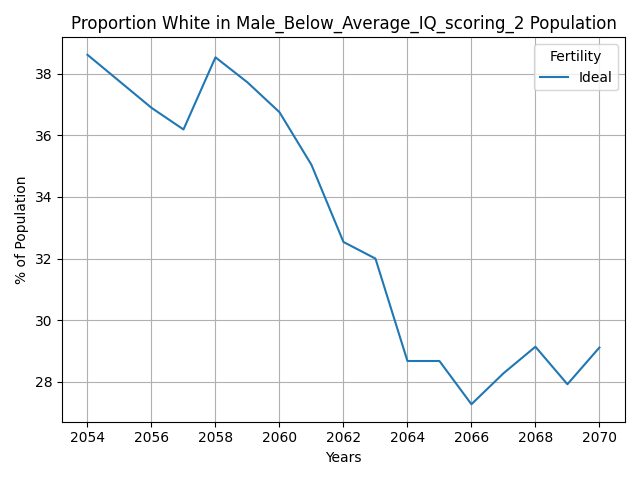 Proportion White in Male_Below_Average_IQ_scoring_2 Population
Fertility
Ideal
38
36
34
32
30
28
% of Population
2054 2056 2058 2060 2062 2064 2066 2068 2070
Years